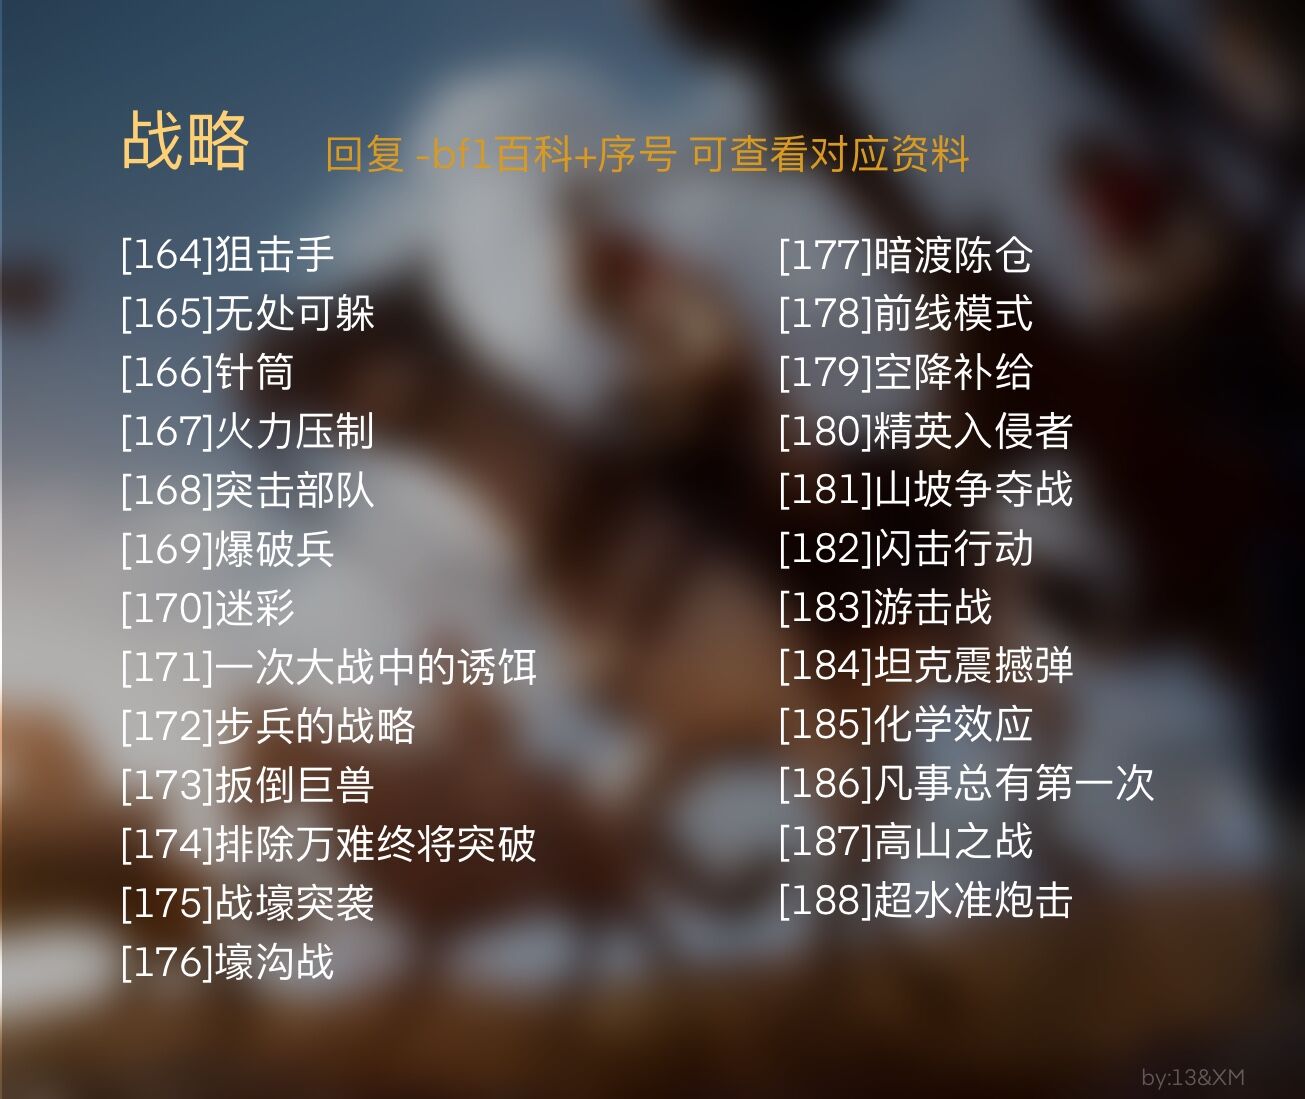 战略
回复 -bf1百科+序号 可查看对应资料
[164]狙击手
[165]无处可躲
[166]针筒
[167]火力压制
[168]突击部队
[169]爆破兵
[170]迷彩
[171]一次大战中的诱饵
[172]步兵的战略
[173]扳倒巨兽
[174]排除万难终将突破
[175]战壕突袭
[176]壕沟战
[177]暗渡陈仓
[178]前线模式
[179]空降补给
[180]精英入侵者
[181]山坡争夺战
[182]闪击行动
[183]游击战
[184]坦克震撼弹
[185]化学效应
[186]凡事总有第一次
[187]高山之战
[188]超水准炮击
by:13&XM